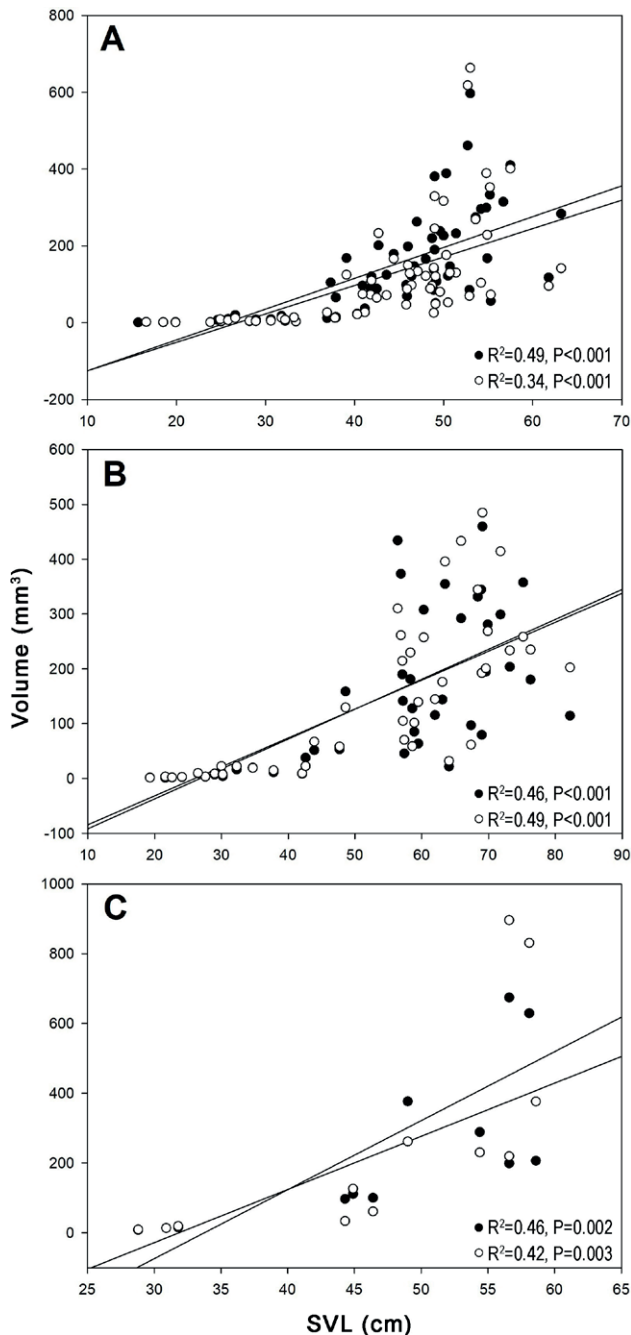 A
800
600
400
200
0
-200
R²=0.49, P<0.001
R²=0.34, P<0.001
10 20 30 40 50 60 70
B
600
500
400
300
200
100
0
-100
R²=0.46, P<0.001
R²=0.49, P<0.001
10 20 30 40 50 60 70 80 90
Volume (mm³)
C
1000
800
600
400
200
0
R²=0.46, P=0.002
R²=0.42, P=0.003
25 30 35 40 45 50 55 60 65
SVL (cm)